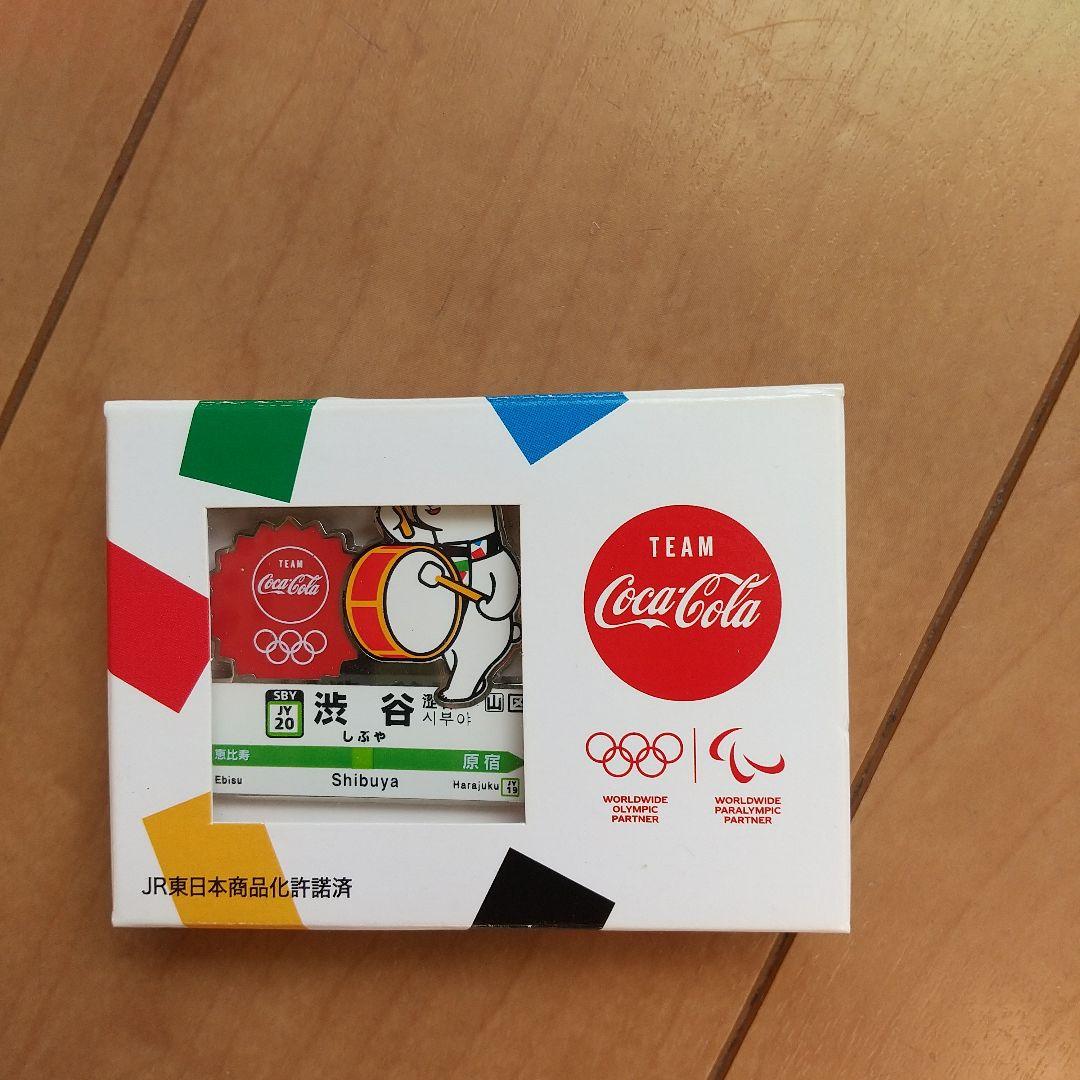 TEAM
Coca-Cola
SBY
JY
20
渋 谷
시부야
山 区
しぶや
恵比寿
原宿
Ebisu
Shibuya
Harajuku
JY
19
TEAM
Coca-Cola
WORLDWIDE
OLYMPIC
PARTNER
WORLDWIDE
PARALYMPIC
PARTNER
JR東日本商品化許諾済